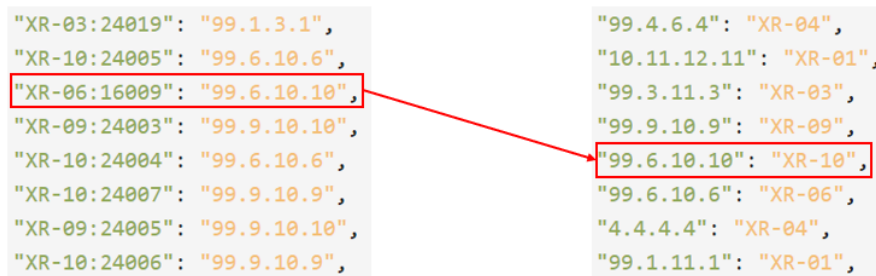 "XR-03:24019": "99.1.3.1",
"XR-10:24005": "99.6.10.6",
"XR-06:16009": "99.6.10.10",
"XR-09:24003": "99.9.10.10",
"XR-10:24004": "99.6.10.6",
"XR-10:24007": "99.9.10.9",
"XR-09:24005": "99.9.10.10",
"XR-10:24006": "99.9.10.9",
"99.4.6.4": "XR-04",
"10.11.12.11": "XR-01",
"99.3.11.3": "XR-03",
"99.9.10.9": "XR-09",
"99.6.10.10": "XR-10",
"99.6.10.6": "XR-06",
"4.4.4.4": "XR-04",
"99.1.11.1": "XR-01",